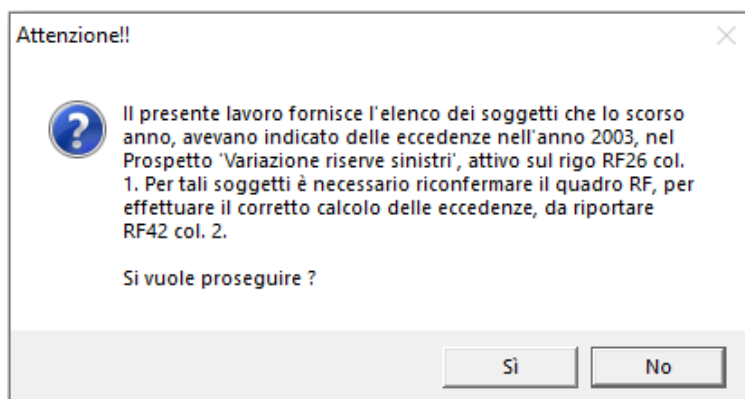 Attenzione!!
Il presente lavoro fornisce l'elenco dei soggetti che lo scorso
anno, avevano indicato delle eccedenze nell'anno 2003, nel
Prospetto 'Variazione riserve sinistri', attivo sul rigo RF26 col.
1. Per tali soggetti è necessario riconfermare il quadro RF, per
effettuare il corretto calcolo delle eccedenze, da riportare
RF42 col. 2.
Si vuole proseguire ?
Sì
No